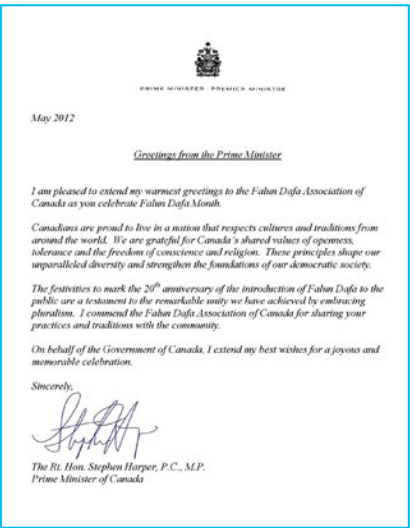 PRIME MINISTER - PREMIER MINISTRE
May 2012
Greetings from the Prime Minister
I am pleased to extend my warmest greetings to the Falun Dafa Association of
Canada as you celebrate Falun Dafa Month.
Canadians are proud to live in a nation that respects cultures and traditions from
around the world. We are grateful for Canada's shared values of openness,
tolerance and the freedom of conscience and religion. These principles shape our
unparalleled diversity and strengthen the foundations of our democratic society.
The festivities to mark the 20th anniversary of the introduction of Falun Dafa to the
public are a testament to the remarkable unity we have achieved by embracing
pluralism. I commend the Falun Dafa Association of Canada for sharing your
practices and traditions with the community.
On behalf of the Government of Canada, I extend my best wishes for a joyous and
memorable celebration.
Sincerely,
The Rt. Hon. Stephen Harper, P.C., M.P.
Prime Minister of Canada